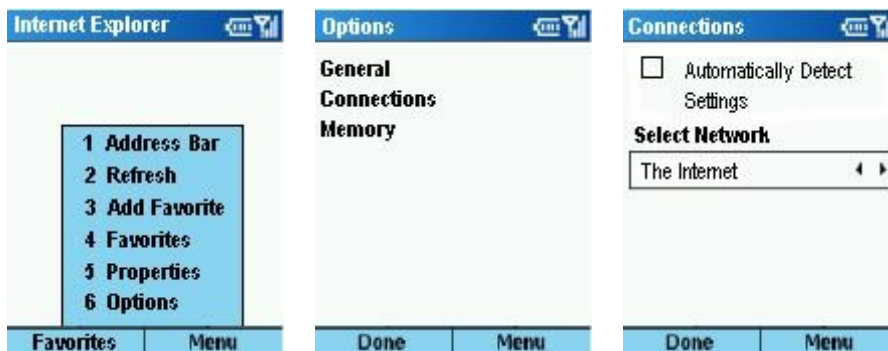 Internet Explorer
1 Address Bar
2 Refresh
3 Add Favorite
4 Favorites
5 Properties
6 Options
Favorites Menu
Options
General
Connections
Memory
Done Menu
Connections
Automatically Detect
Settings
Select Network
The Internet
Done Menu